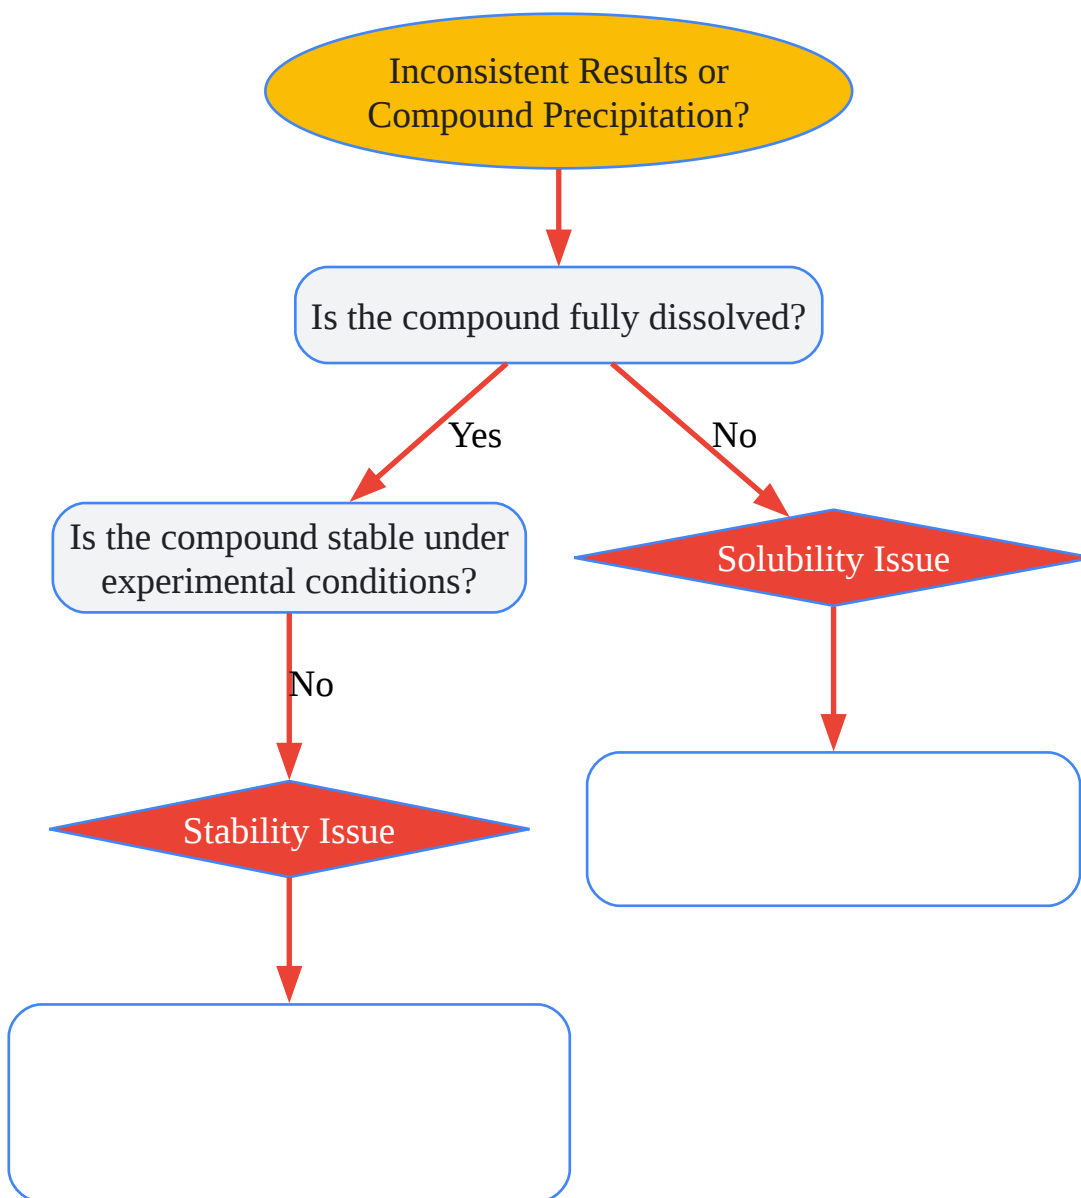 Inconsistent Results or
Compound Precipitation?
Is the compound fully dissolved?
Yes
No
Is the compound stable under
experimental conditions?
Solubility Issue
No
Stability Issue